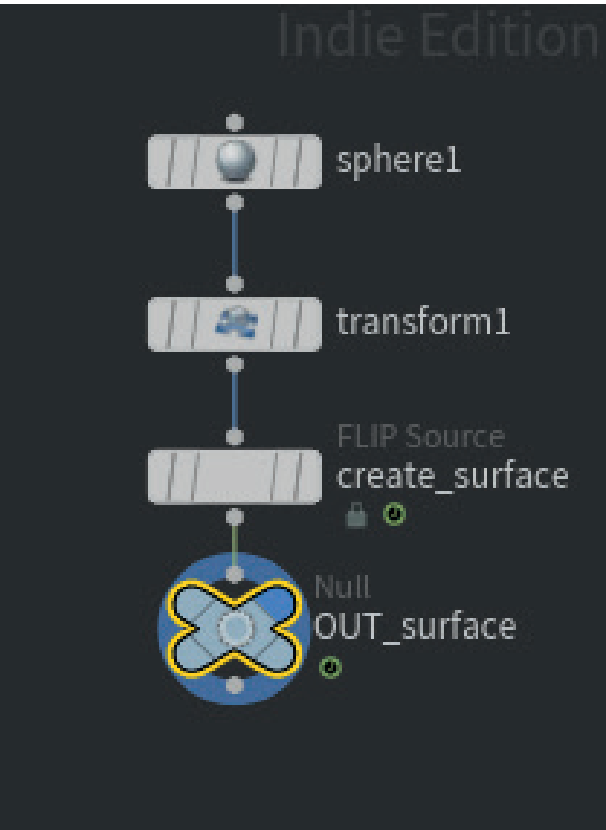 Indie Edition
sphere1
transform1
FLIP Source
create_surface
Null
OUT_surface